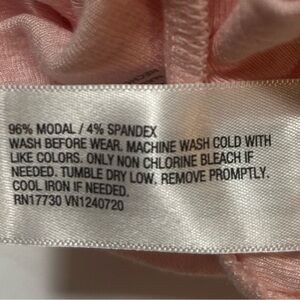 96% MODAL / 4% SPANDEX
WASH BEFORE WEAR. MACHINE WASH COLD WITH
LIKE COLORS. ONLY NON CHLORINE BLEACH IF
NEEDED. TUMBLE DRY LOW, REMOVE PROMPTLY.
COOL IRON IF NEEDED.
RN17730 VN1240720